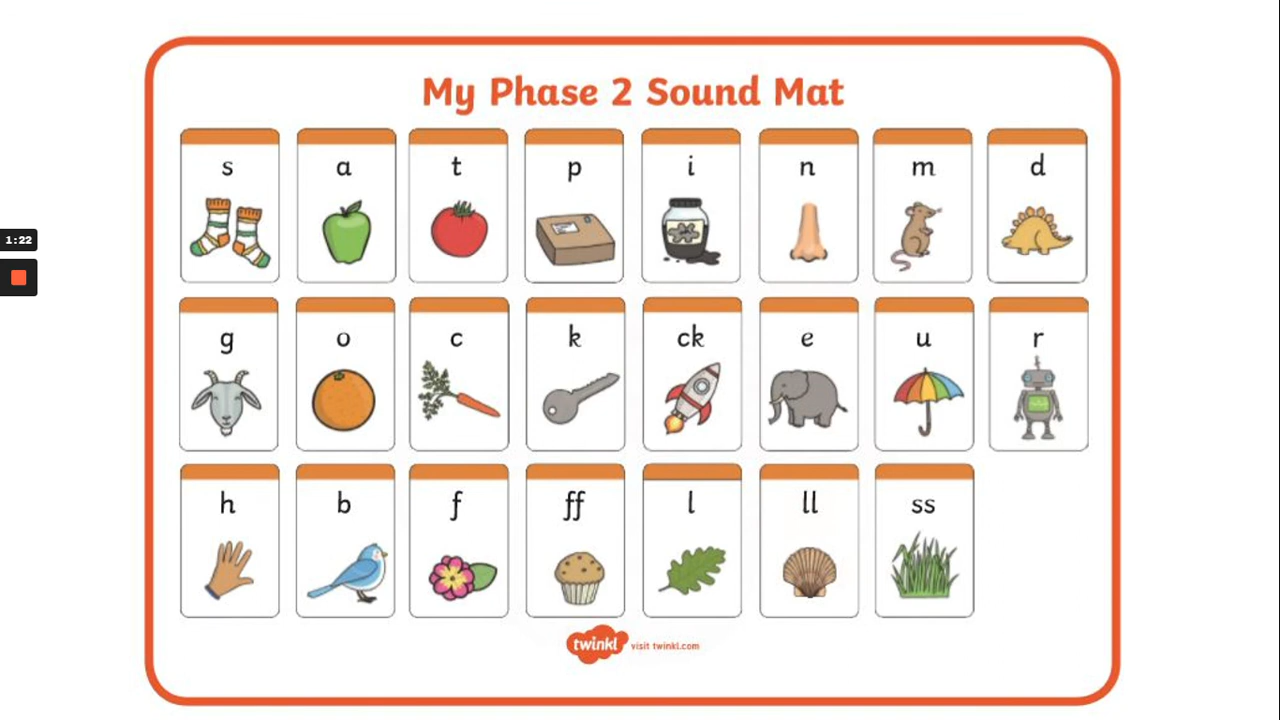 My Phase 2 Sound Mat
s a t p i n m d
1:22
g o c k ck e u r
h b f ff l ll ss
twinkl visit twinkl.com